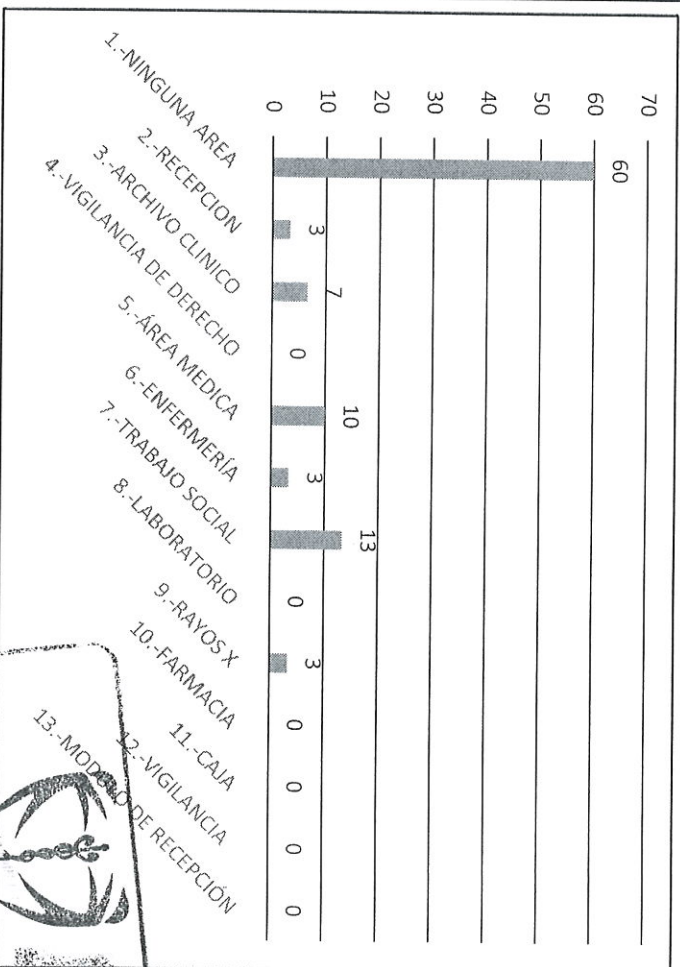 70
60
50
40
30
20
10
0
60
3
7
0
10
3
13
0
3
0
0
0
0
1.-NINGUNA AREA
2.-RECEPCION
3.-ARCHIVO CLINICO
4.-VIGILANCIA DE DERECHO
5.-ÁREA MEDICA
6.-ENFERMERÍA
7.-TRABAJO SOCIAL
8.-LABORATORIO
9.-RAYOS X
10.-FARMACIA
11.-CAJA
12.-VIGILANCIA
13.-MODULO DE RECEPCIÓN